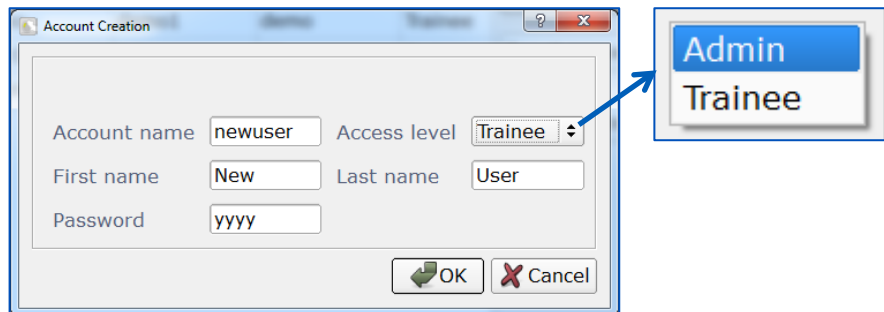 Account Creation
Account name newuser Access level Trainee
First name New Last name User
Password yyyy
OK Cancel
Admin
Trainee